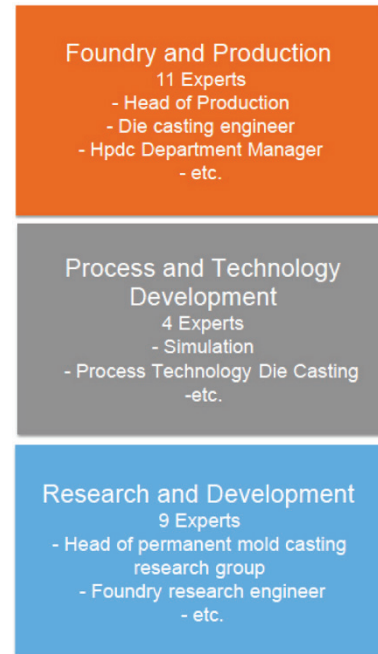 Foundry and Production
11 Experts
- Head of Production
- Die casting engineer
- Hpdc Department Manager
- etc.
Process and Technology
Development
4 Experts
- Simulation
- Process Technology Die Casting
-etc.
Research and Development
9 Experts
- Head of permanent mold casting
research group
- Foundry research engineer
- etc.